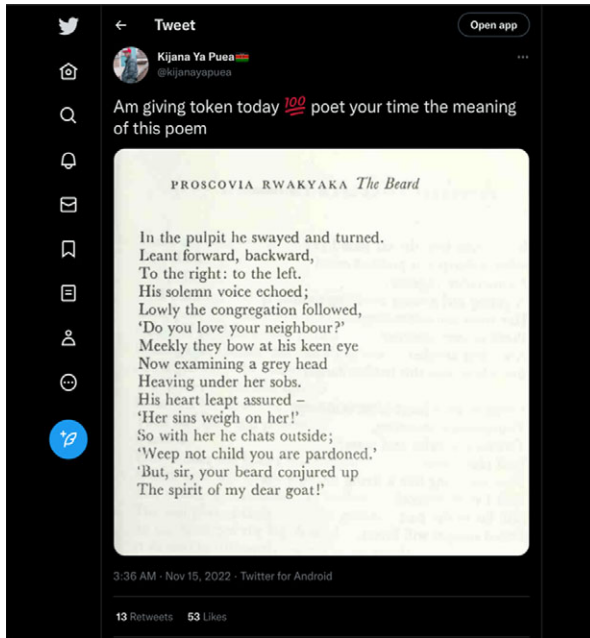 Tweet
Open app
Kijana Ya Puea
@kijanayapuea
Am giving token today 💯 poet your time the meaning
of this poem
PROSCOVIA RWAKYAKA The Beard
In the pulpit he swayed and turned.
Leant forward, backward,
To the right: to the left.
His solemn voice echoed;
Lowly the congregation followed,
'Do you love your neighbour?'
Meekly they bow at his keen eye
Now examining a grey head
Heaving under her sobs.
His heart leapt assured –
'Her sins weigh on her!'
So with her he chats outside;
'Weep not child you are pardoned.'
'But, sir, your beard conjured up
The spirit of my dear goat!'
3:36 AM · Nov 15, 2022 · Twitter for Android
13 Retweets 53 Likes